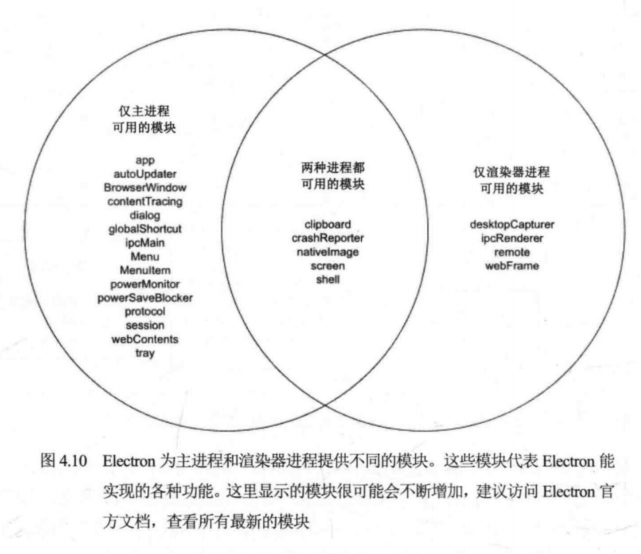 仅主进程
可用的模块
app
autoUpdater
BrowserWindow
contentTracing
dialog
globalShortcut
ipcMain
Menu
MenuItem
powerMonitor
powerSaveBlocker
protocol
session
webContents
tray
两种进程都
可用的模块
clipboard
crashReporter
nativeImage
screen
shell
仅渲染器进程
可用的模块
desktopCapturer
ipcRenderer
remote
webFrame
图 4.10 Electron 为主进程和渲染器进程提供不同的模块。这些模块代表 Electron 能
实现的各种功能。这里显示的模块很可能会不断增加，建议访问 Electron 官
方文档，查看所有最新的模块